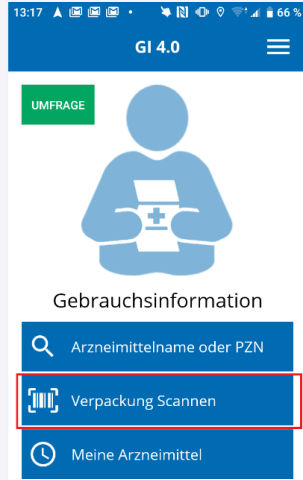 13:17 66 %
GI 4.0
UMFRAGE
Gebrauchsinformation
Arzneimittelname oder PZN
Verpackung Scannen
Meine Arzneimittel